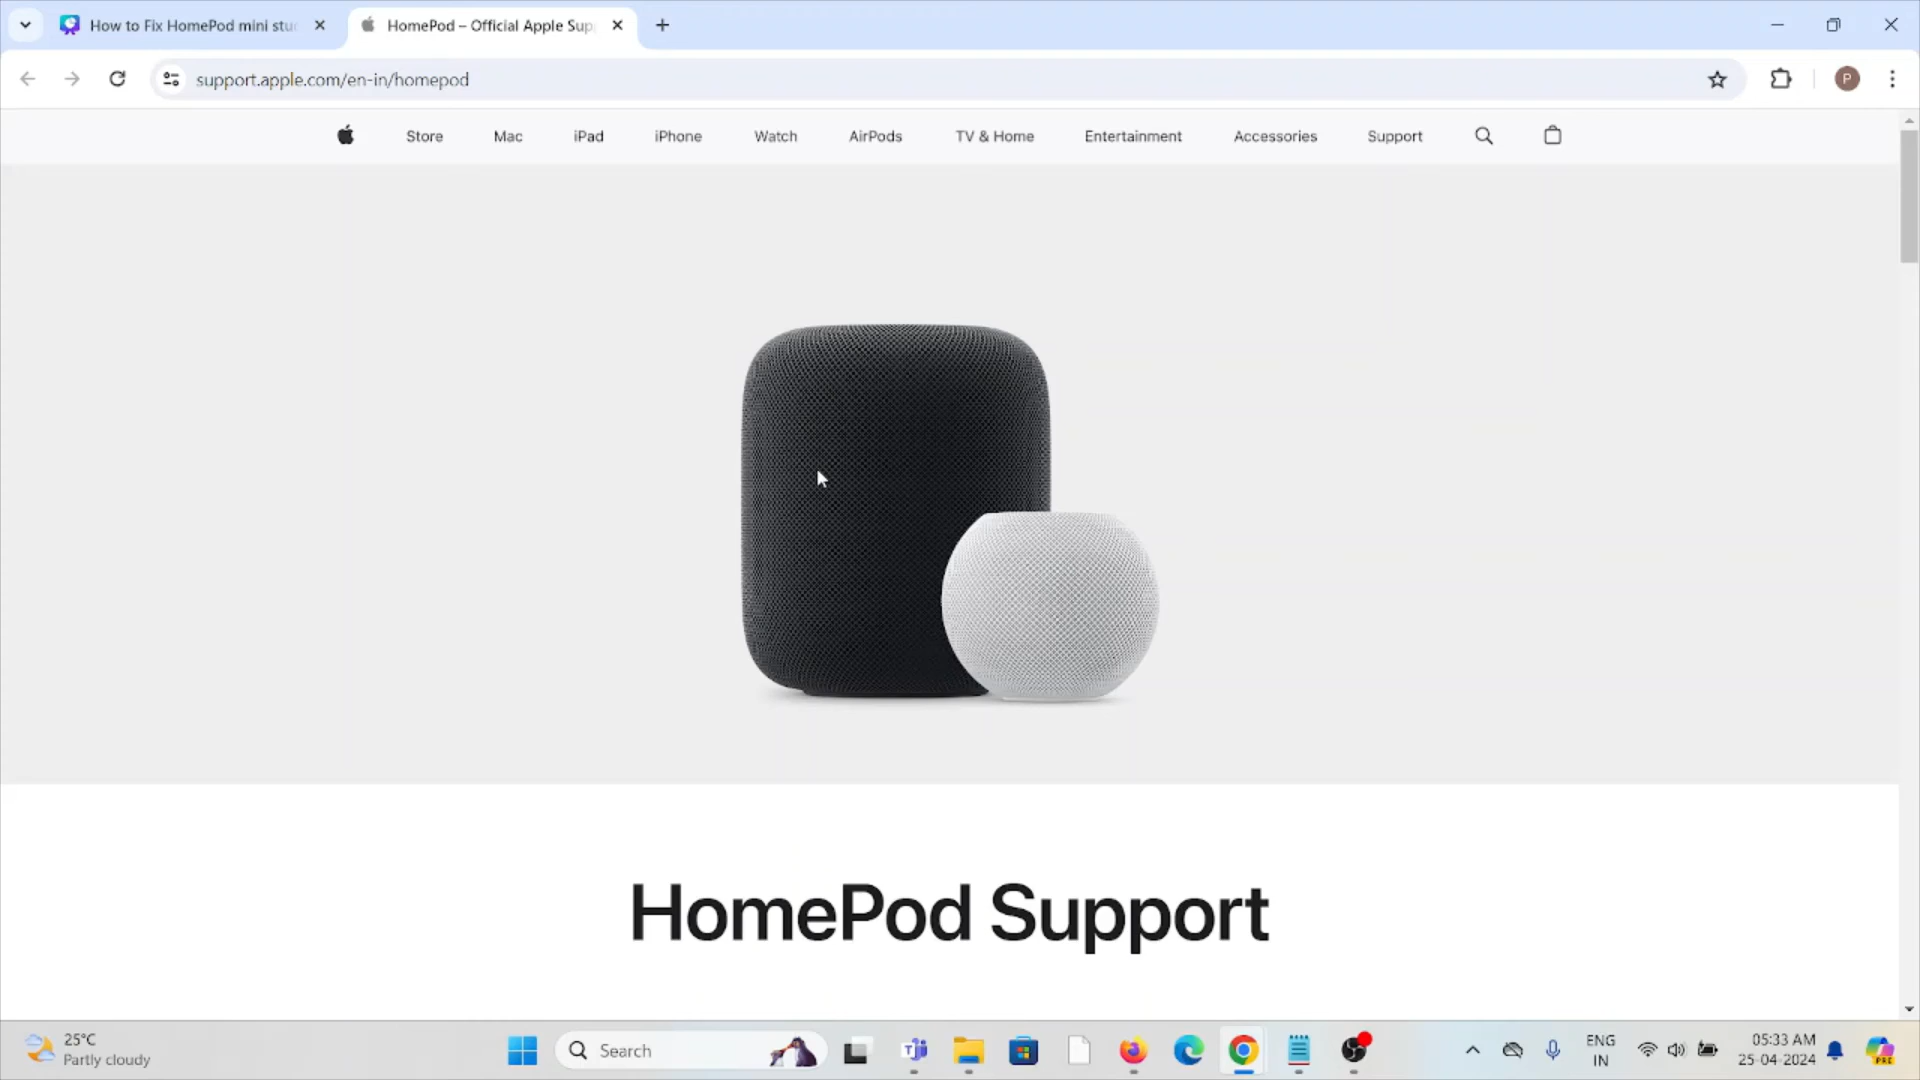 How to Fix HomePod mini stu
HomePod – Official Apple Sup
support.apple.com/en-in/homepod
P
Store Mac iPad iPhone Watch AirPods TV & Home Entertainment Accessories Support
HomePod Support
25°C
Partly cloudy
Search
ENG
IN
05:33 AM
25-04-2024
PRE